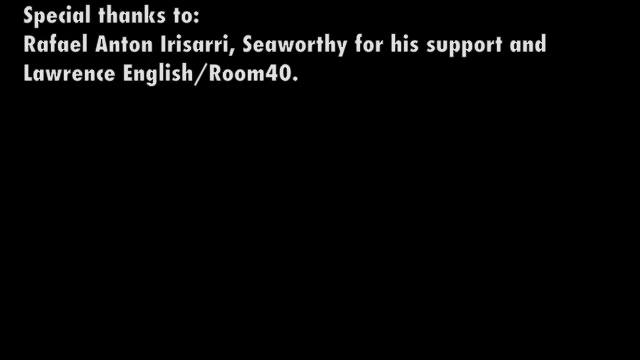 Special thanks to:
Rafael Anton Irisarri, Seaworthy for his support and
Lawrence English/Room40.